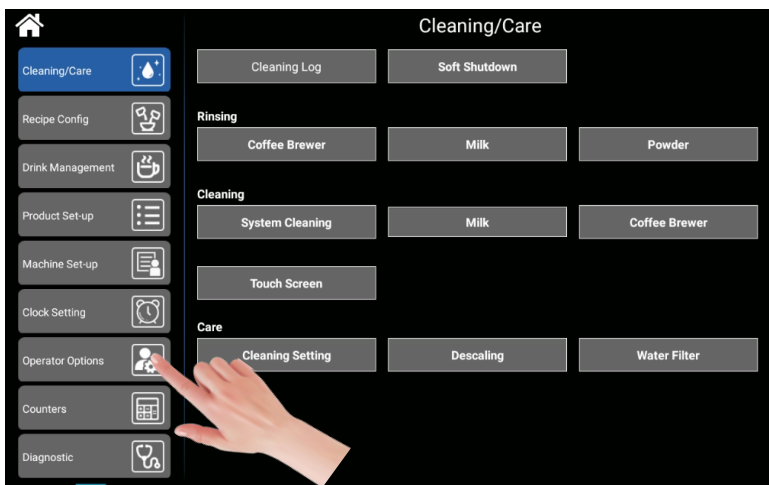 Cleaning/Care
Cleaning/Care
Recipe Config
Drink Management
Product Set-up
Machine Set-up
Clock Setting
Operator Options
Counters
Diagnostic
Cleaning Log
Soft Shutdown
Rinsing
Coffee Brewer
Milk
Powder
Cleaning
System Cleaning
Milk
Coffee Brewer
Touch Screen
Care
Cleaning Setting
Descaling
Water Filter